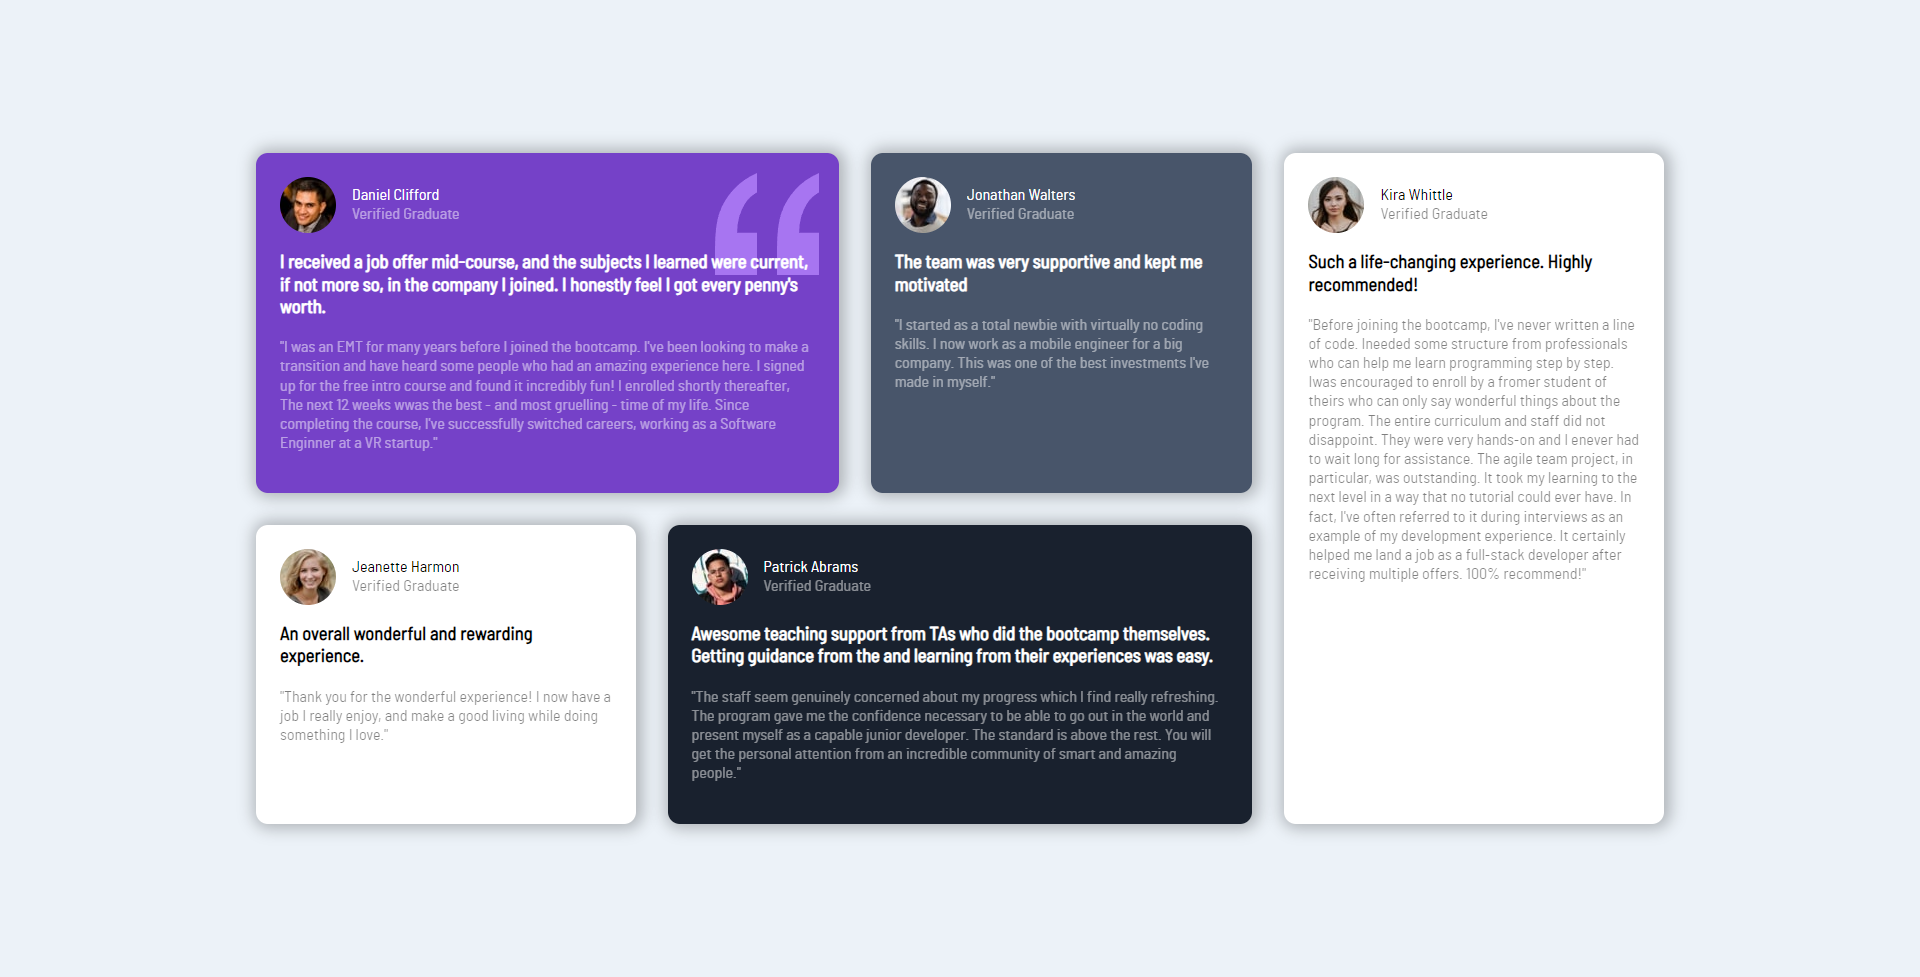 Daniel Clifford
Verified Graduate
I received a job offer mid-course, and the subjects I learned were current,
if not more so, in the company I joined. I honestly feel I got every penny's
worth.
"I was an EMT for many years before I joined the bootcamp. I've been looking to make a
transition and have heard some people who had an amazing experience here. I signed
up for the free intro course and found it incredibly fun! I enrolled shortly thereafter,
The next 12 weeks wwas the best - and most gruelling - time of my life. Since
completing the course, I've successfully switched careers, working as a Software
Enginner at a VR startup."
Jonathan Walters
Verified Graduate
The team was very supportive and kept me
motivated
"I started as a total newbie with virtually no coding
skills. I now work as a mobile engineer for a big
company. This was one of the best investments I've
made in myself."
Kira Whittle
Verified Graduate
Such a life-changing experience. Highly
recommended!
"Before joining the bootcamp, I've never written a line
of code. Ineeded some structure from professionals
who can help me learn programming step by step.
Iwas encouraged to enroll by a fromer student of
theirs who can only say wonderful things about the
program. The entire curriculum and staff did not
disappoint. They were very hands-on and I enever had
to wait long for assistance. The agile team project, in
particular, was outstanding. It took my learning to the
next level in a way that no tutorial could ever have. In
fact, I've often referred to it during interviews as an
example of my development experience. It certainly
helped me land a job as a full-stack developer after
receiving multiple offers. 100% recommend!"
Jeanette Harmon
Verified Graduate
An overall wonderful and rewarding
experience.
"Thank you for the wonderful experience! I now have a
job I really enjoy, and make a good living while doing
something I love."
Patrick Abrams
Verified Graduate
Awesome teaching support from TAs who did the bootcamp themselves.
Getting guidance from the and learning from their experiences was easy.
"The staff seem genuinely concerned about my progress which I find really refreshing.
The program gave me the confidence necessary to be able to go out in the world and
present myself as a capable junior developer. The standard is above the rest. You will
get the personal attention from an incredible community of smart and amazing
people."